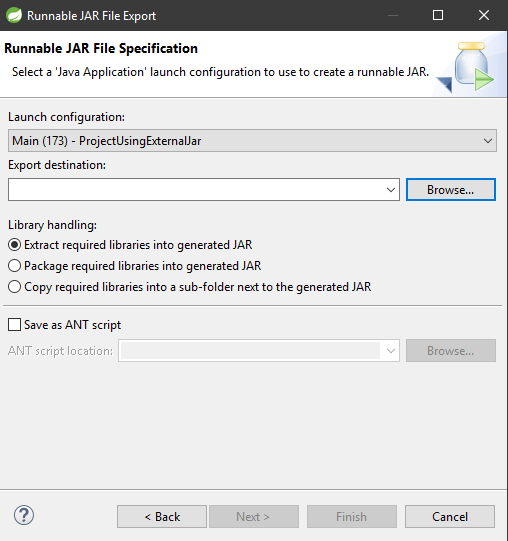 Runnable JAR File Export
Runnable JAR File Specification
Select a 'Java Application' launch configuration to use to create a runnable JAR.
Launch configuration:
Main (173) - ProjectUsingExternalJar
Export destination:
Browse...
Library handling:
Extract required libraries into generated JAR
Package required libraries into generated JAR
Copy required libraries into a sub-folder next to the generated JAR
Save as ANT script
ANT script location:
Browse...
?
< Back
Next >
Finish
Cancel